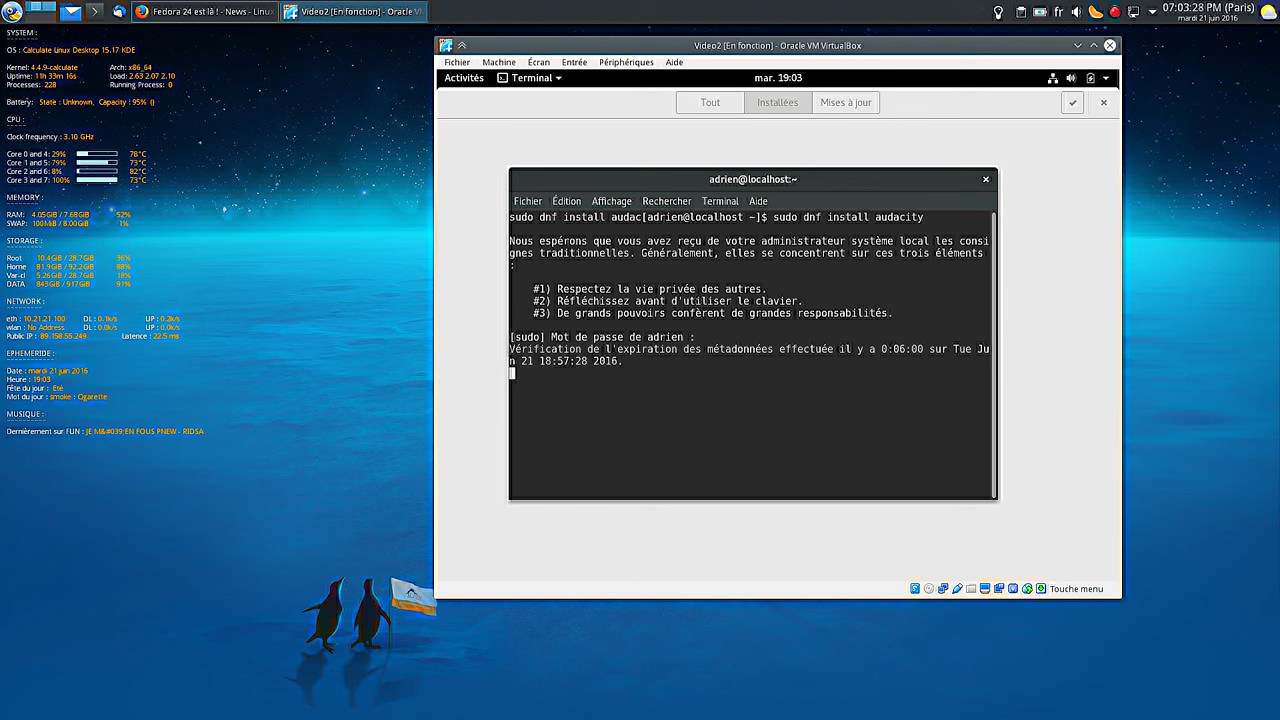 Fedora 24 est là ! - News - Linux
Video2 [En fonction] - Oracle VI
fr
07:03:28 PM (Paris)
mardi 21 juin 2016
SYSTEM :
OS : Calculate Linux Desktop 15.17 KDE
Kernel: 4.4.9-calculate Arch: x86_64
Uptime: 11h 33m 16s Load: 2.63 2.07 2.10
Processes: 228 Running Process: 0
Battery: State : Unknown, Capacity : 95% ()
CPU :
Clock frequency : 3.10 GHz
Core 0 and 4: 29% 78°C
Core 1 and 5: 79% 73°C
Core 2 and 6: 8% 82°C
Core 3 and 7: 100% 73°C
MEMORY :
RAM: 4.05GiB / 7.68GiB 52%
SWAP: 100MiB / 8.00GiB 1%
STORAGE :
Root 10.4GiB / 28.7GiB 36%
Home 81.9GiB / 92.2GiB 88%
Var-cl 5.26GiB / 28.7GiB 18%
DATA 843GiB / 917GiB 91%
NETWORK :
eth : 10.21.21.100 DL : 0.1k/s UP : 0.2k/s
wlan : No Address DL : 0.0k/s UP : 0.0k/s
Public IP : 89.158.55.249 Latence : 22.5 ms
EPHEMERIDE :
Date : mardi 21 juin 2016
Heure : 19:03
Fête du jour : Eté
Mot du jour : smoke : Cigarette
MUSIQUE :
Dernièrement sur FUN : JE M&#039;EN FOUS PNEW - RIDSA
Video2 [En fonction] - Oracle VM VirtualBox
Fichier Machine Écran Entrée Périphériques Aide
Activités Terminal mar. 19:03
Tout Installées Mises à jour
adrien@localhost:~
Fichier Édition Affichage Rechercher Terminal Aide
sudo dnf install audac[adrien@localhost ~]$ sudo dnf install audacity
Nous espérons que vous avez reçu de votre administrateur système local les consi
gnes traditionnelles. Généralement, elles se concentrent sur ces trois éléments
:
#1) Respectez la vie privée des autres.
#2) Réfléchissez avant d'utiliser le clavier.
#3) De grands pouvoirs confèrent de grandes responsabilités.
[sudo] Mot de passe de adrien :
Vérification de l'expiration des métadonnées effectuée il y a 0:06:00 sur Tue Ju
n 21 18:57:28 2016.
Touche menu